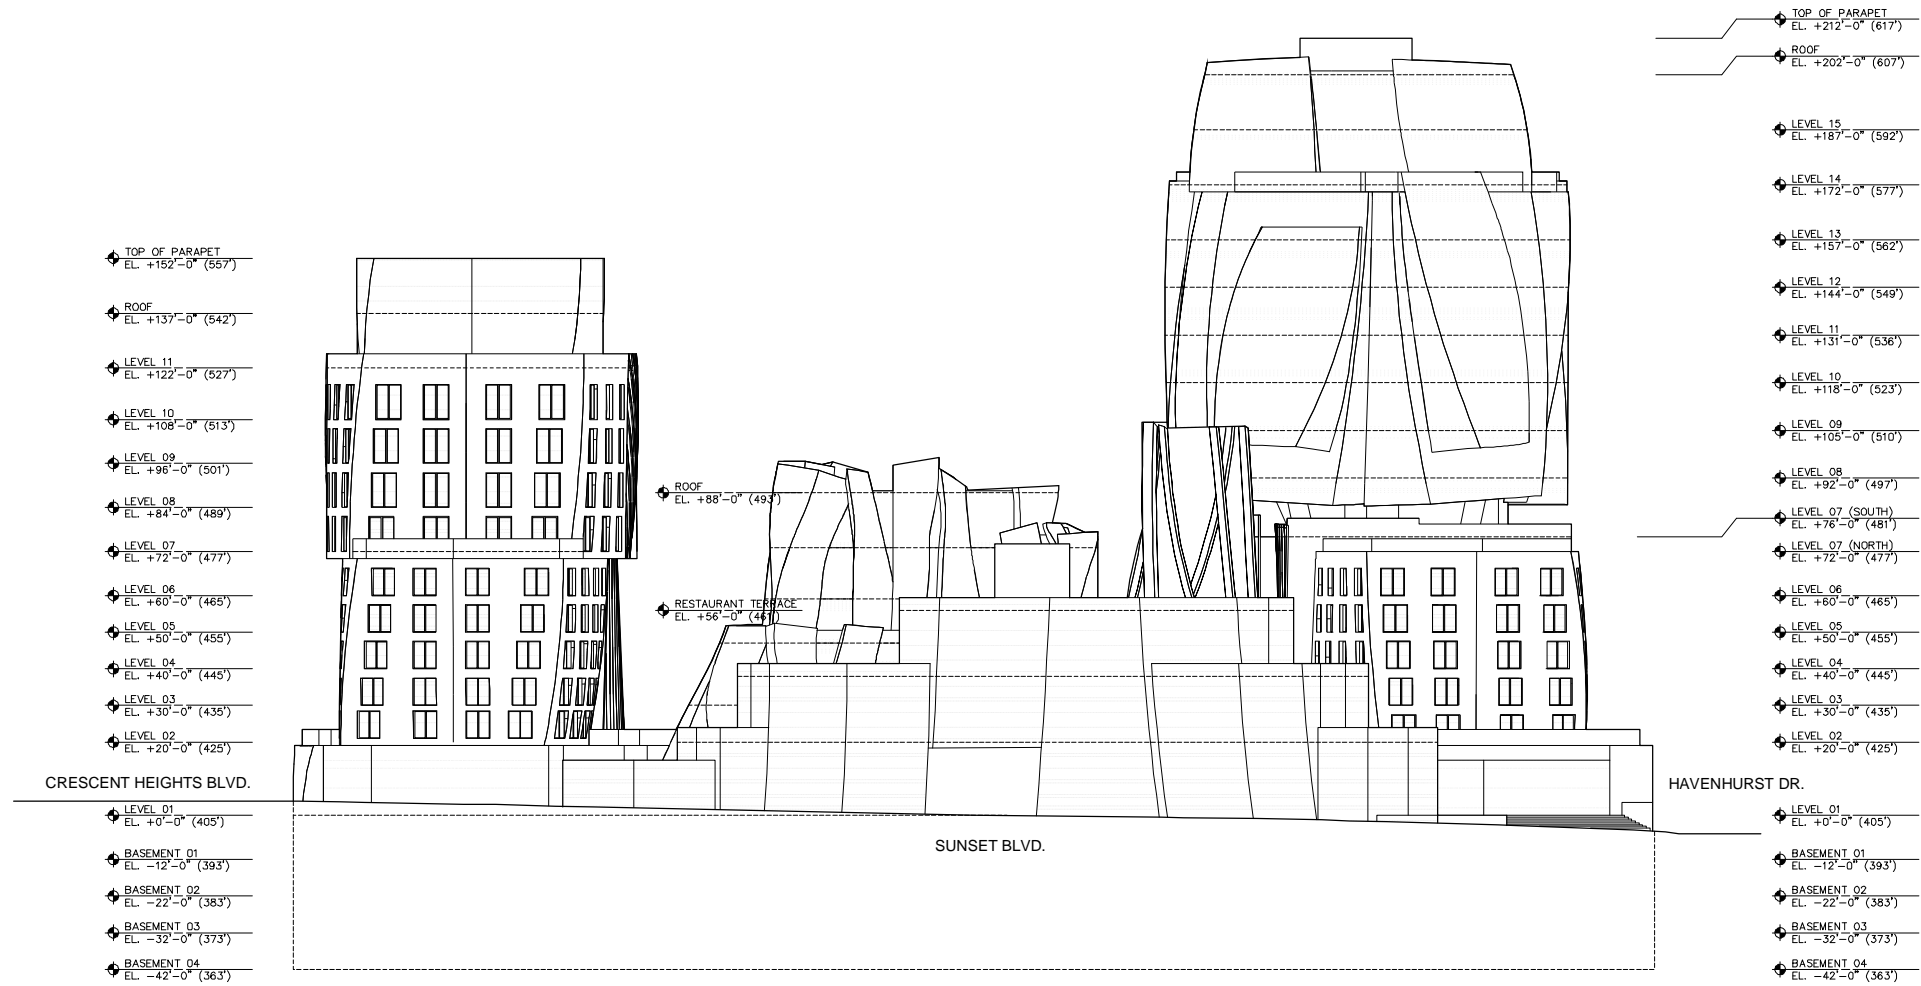 TOP OF PARAPET
EL. +152'-0" (557')
ROOF
EL. +137'-0" (542')
LEVEL 11
EL. +122'-0" (527')
LEVEL 10
EL. +108'-0" (513')
LEVEL 09
EL. +96'-0" (501')
LEVEL 08
EL. +84'-0" (489')
LEVEL 07
EL. +72'-0" (477')
LEVEL 06
EL. +60'-0" (465')
LEVEL 05
EL. +50'-0" (455')
LEVEL 04
EL. +40'-0" (445')
LEVEL 03
EL. +30'-0" (435')
LEVEL 02
EL. +20'-0" (425')
CRESCENT HEIGHTS BLVD.
LEVEL 01
EL. +0'-0" (405')
BASEMENT 01
EL. -12'-0" (393')
BASEMENT 02
EL. -22'-0" (383')
BASEMENT 03
EL. -32'-0" (373')
BASEMENT 04
EL. -42'-0" (363')
ROOF
EL. +88'-0" (493')
RESTAURANT TERRACE
EL. +56'-0" (461')
SUNSET BLVD.
TOP OF PARAPET
EL. +212'-0" (617')
ROOF
EL. +202'-0" (607')
LEVEL 15
EL. +187'-0" (592')
LEVEL 14
EL. +172'-0" (577')
LEVEL 13
EL. +157'-0" (562')
LEVEL 12
EL. +144'-0" (549')
LEVEL 11
EL. +131'-0" (536')
LEVEL 10
EL. +118'-0" (523')
LEVEL 09
EL. +105'-0" (510')
LEVEL 08
EL. +92'-0" (497')
LEVEL 07 (SOUTH)
EL. +76'-0" (481')
LEVEL 07 (NORTH)
EL. +72'-0" (477')
LEVEL 06
EL. +60'-0" (465')
LEVEL 05
EL. +50'-0" (455')
LEVEL 04
EL. +40'-0" (445')
LEVEL 03
EL. +30'-0" (435')
LEVEL 02
EL. +20'-0" (425')
HAVENHURST DR.
LEVEL 01
EL. +0'-0" (405')
BASEMENT 01
EL. -12'-0" (393')
BASEMENT 02
EL. -22'-0" (383')
BASEMENT 03
EL. -32'-0" (373')
BASEMENT 04
EL. -42'-0" (363')